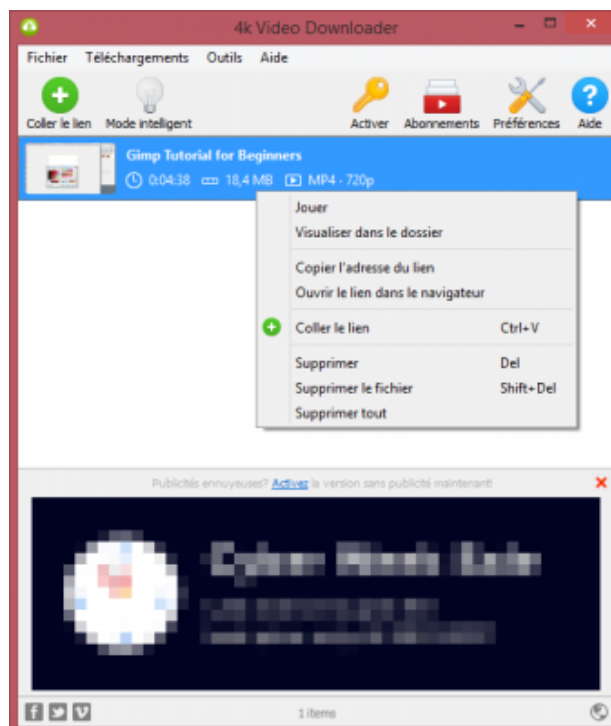 4k Video Downloader
Fichier Téléchargements Outils Aide
Coller le lien Mode intelligent Activer Abonnements Préférences Aide
Gimp Tutorial for Beginners
0:04:38 18,4 MB MP4 - 720p
Jouer
Visualiser dans le dossier
Copier l'adresse du lien
Ouvrir le lien dans le navigateur
Coller le lien Ctrl+V
Supprimer Del
Supprimer le fichier Shift+Del
Supprimer tout
Publicités ennuyeuses? Activez la version sans publicité maintenant!
1 items